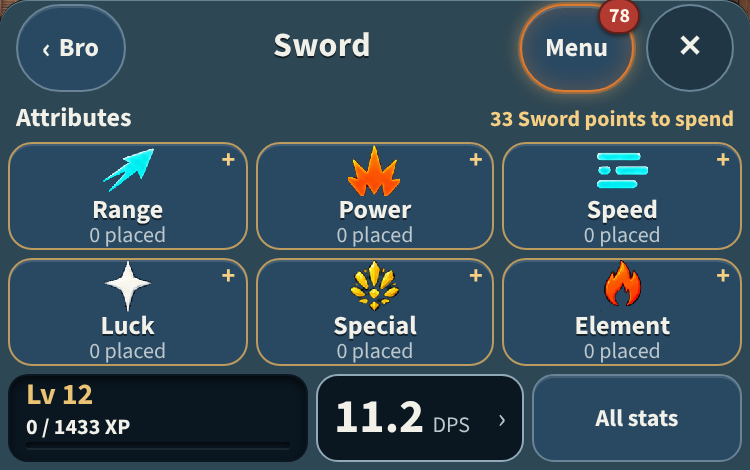 ‹ Bro
Sword
Menu
78
✕
Attributes
33 Sword points to spend
+
Range
0 placed
+
Power
0 placed
+
Speed
0 placed
+
Luck
0 placed
+
Special
0 placed
+
Element
0 placed
Lv 12
0 / 1433 XP
11.2 DPS ›
All stats